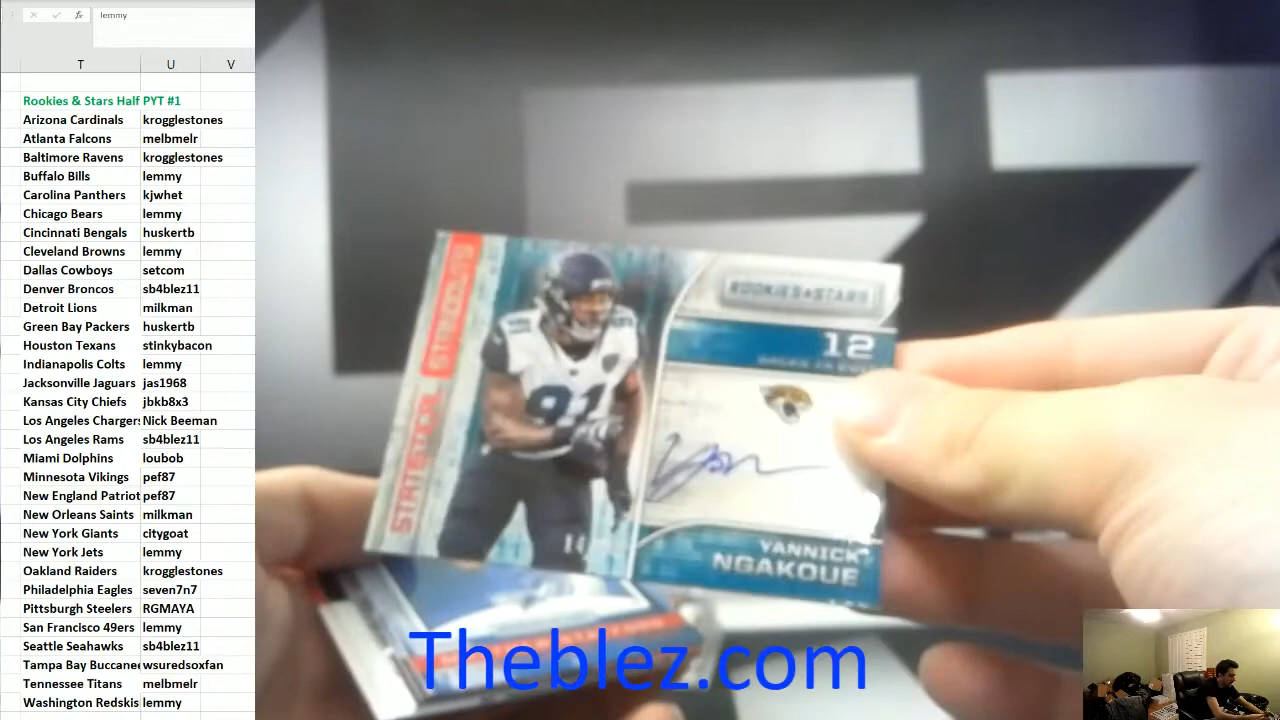 lemmy
T U V
Rookies & Stars Half PYT #1
Arizona Cardinals krogglestones
Atlanta Falcons melbmelr
Baltimore Ravens krogglestones
Buffalo Bills lemmy
Carolina Panthers kjwhet
Chicago Bears lemmy
Cincinnati Bengals huskertb
Cleveland Browns lemmy
Dallas Cowboys setcom
Denver Broncos sb4blez11
Detroit Lions milkman
Green Bay Packers huskertb
Houston Texans stinkybacon
Indianapolis Colts lemmy
Jacksonville Jaguars jas1968
Kansas City Chiefs jbkb8x3
Los Angeles Chargers Nick Beeman
Los Angeles Rams sb4blez11
Miami Dolphins loubob
Minnesota Vikings pef87
New England Patriot pef87
New Orleans Saints milkman
New York Giants citygoat
New York Jets lemmy
Oakland Raiders krogglestones
Philadelphia Eagles seven7n7
Pittsburgh Steelers RGMAYA
San Francisco 49ers lemmy
Seattle Seahawks sb4blez11
Tampa Bay Buccanee wsuredsoxfan
Tennessee Titans melbmelr
Washington Redskis lemmy
STATISTICAL STANDOUTS
ROOKIES & STARS
12
91
YANNICK
NGAKOUE
Theblez.com